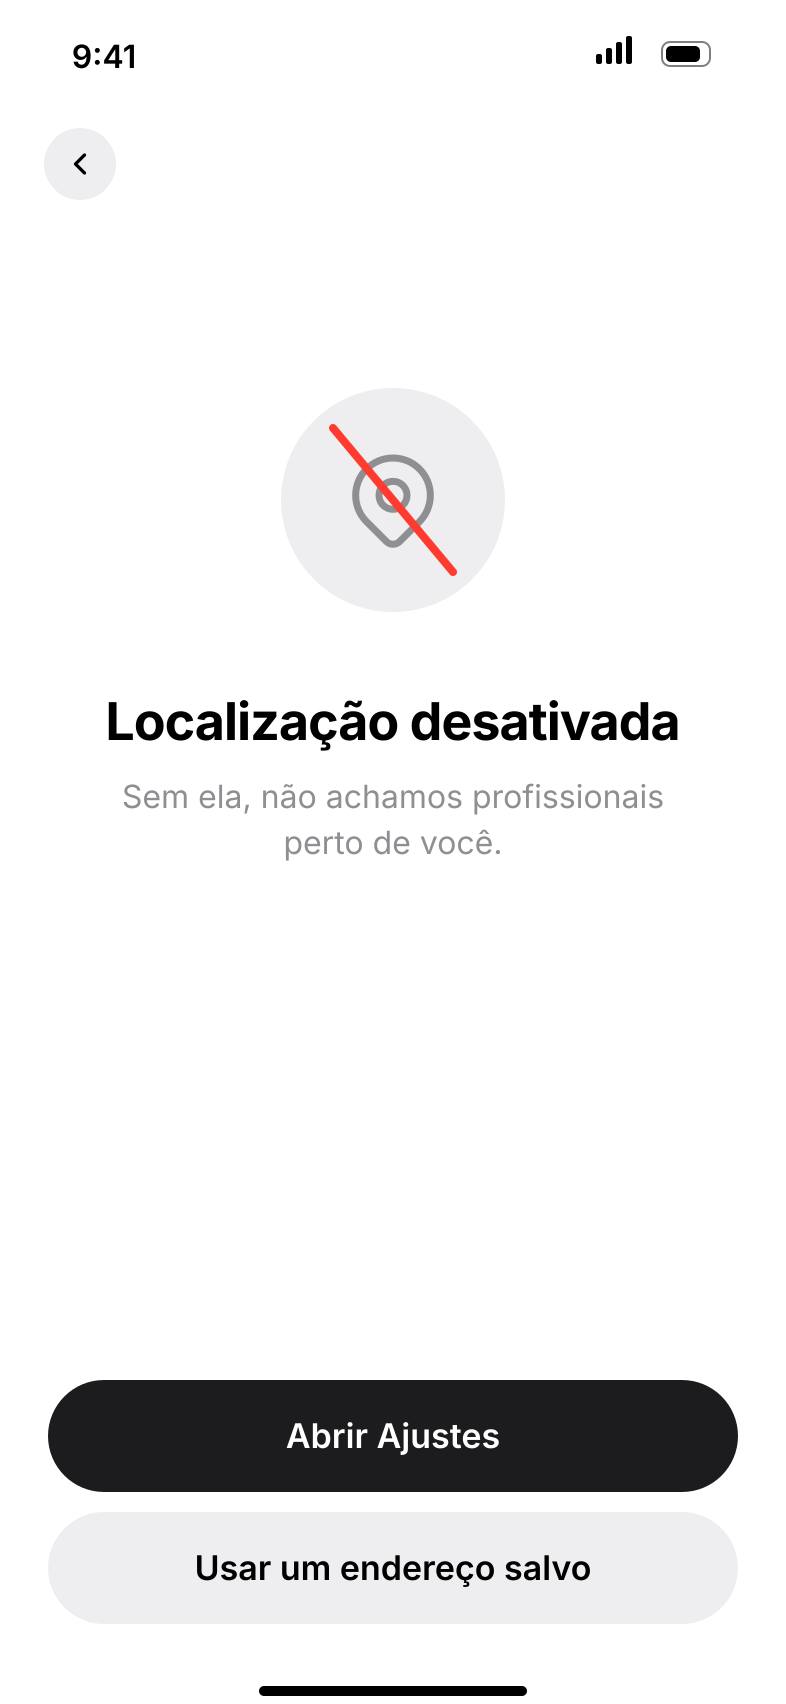 9:41
Localização desativada
Sem ela, não achamos profissionais
perto de você.
Abrir Ajustes
Usar um endereço salvo